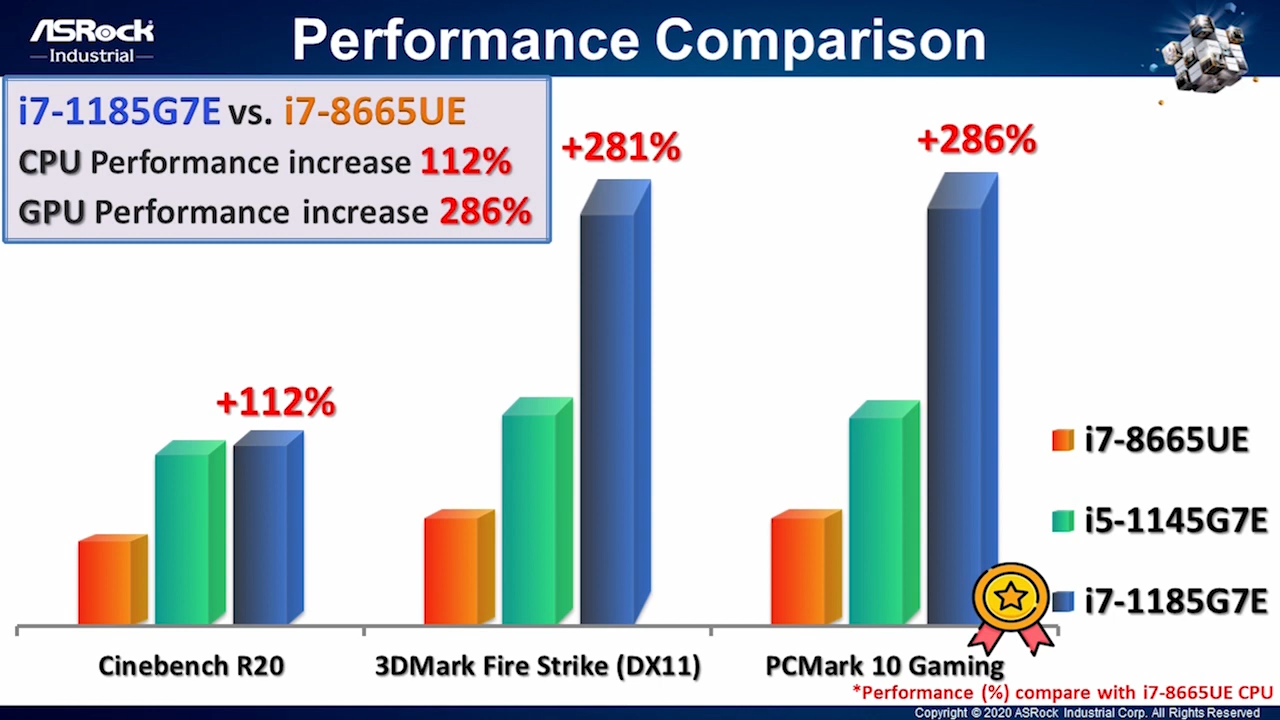 ASRock
Industrial
Performance Comparison
i7-1185G7E vs. i7-8665UE
CPU Performance increase 112%
GPU Performance increase 286%
+112%
+281%
+286%
i7-8665UE
i5-1145G7E
i7-1185G7E
Cinebench R20
3DMark Fire Strike (DX11)
PCMark 10 Gaming
*Performance (%) compare with i7-8665UE CPU
Copyright © 2020 ASRock Industrial Corp. All Rights Reserved